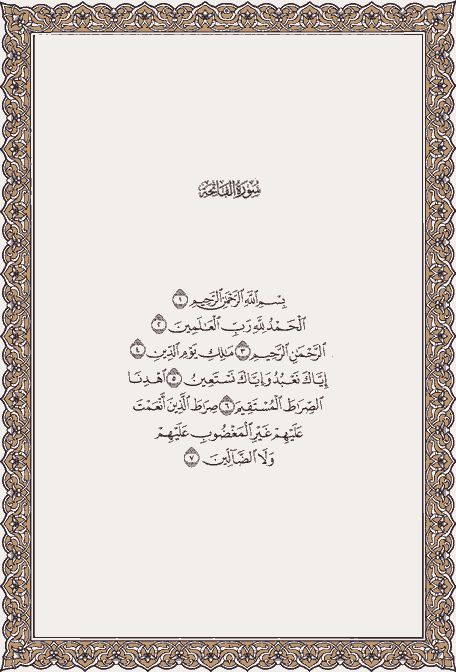 سُورَةُ الفَاتِحَةِ
بِسْمِ ٱللَّهِ ٱلرَّحْمَٰنِ ٱلرَّحِيمِ ١
ٱلْحَمْدُ لِلَّهِ رَبِّ ٱلْعَٰلَمِينَ ٢
ٱلرَّحْمَٰنِ ٱلرَّحِيمِ ٣ مَٰلِكِ يَوْمِ ٱلدِّينِ ٤
إِيَّاكَ نَعْبُدُ وَإِيَّاكَ نَسْتَعِينُ ٥ ٱهْدِنَا
ٱلصِّرَٰطَ ٱلْمُسْتَقِيمَ ٦ صِرَٰطَ ٱلَّذِينَ أَنْعَمْتَ
عَلَيْهِمْ غَيْرِ ٱلْمَغْضُوبِ عَلَيْهِمْ
وَلَا ٱلضَّآلِّينَ ٧